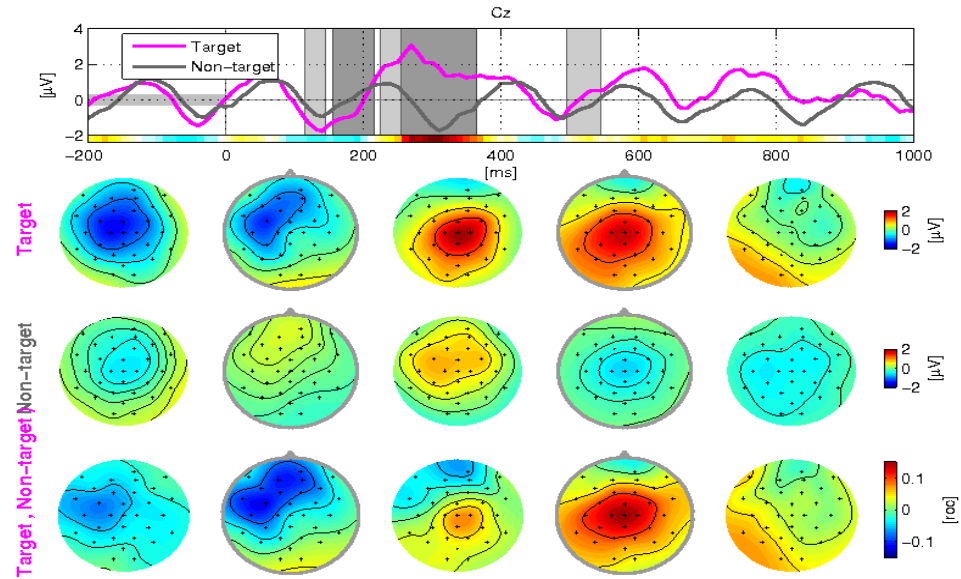 Cz
4
2
0
−2
[μV]
Target
Non-target
−200
0
200
400
600
800
1000
[ms]
Target
2
0
−2
[μV]
Non-target
2
0
−2
[μV]
Target , Non-target
0.1
0
−0.1
[roc]